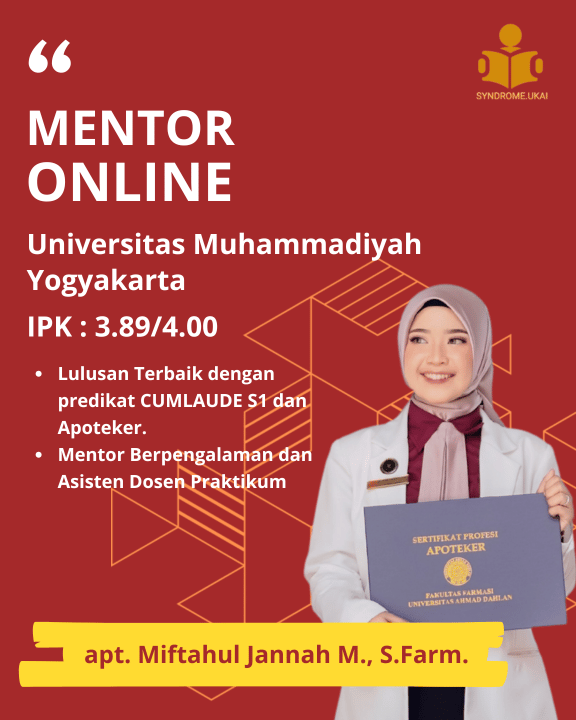 “
SYNDROME.UKAI
MENTOR
ONLINE
Universitas Muhammadiyah
Yogyakarta
IPK : 3.89/4.00
• Lulusan Terbaik dengan
predikat CUMLAUDE S1 dan
Apoteker.
• Mentor Berpengalaman dan
Asisten Dosen Praktikum
SERTIFIKAT PROFESI
APOTEKER
FAKULTAS FARMASI
UNIVERSITAS AHMAD DAHLAN
apt. Miftahul Jannah M., S.Farm.